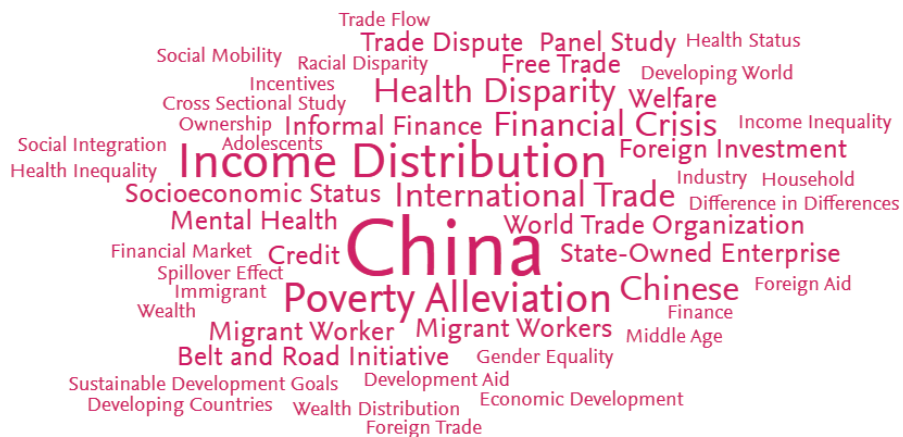 Trade Flow
Trade Dispute
Panel Study
Health Status
Social Mobility
Racial Disparity
Free Trade
Developing World
Incentives
Health Disparity
Welfare
Cross Sectional Study
Ownership
Informal Finance
Financial Crisis
Income Inequality
Social Integration
Adolescents
Income Distribution
Foreign Investment
Health Inequality
Industry
Household
Socioeconomic Status
International Trade
Difference in Differences
Mental Health
World Trade Organization
China
Financial Market
Credit
State-Owned Enterprise
Spillover Effect
Immigrant
Poverty Alleviation
Chinese
Foreign Aid
Wealth
Finance
Migrant Worker
Migrant Workers
Middle Age
Belt and Road Initiative
Gender Equality
Sustainable Development Goals
Development Aid
Developing Countries
Wealth Distribution
Economic Development
Foreign Trade